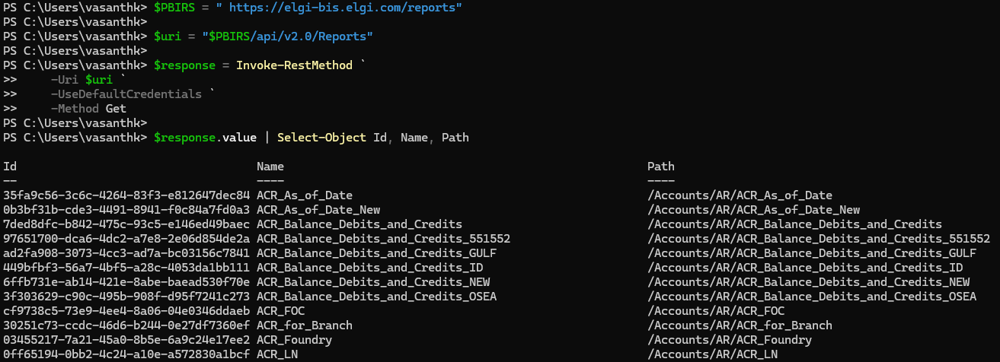 PS C:\Users\vasanthk> $PBIRS = " https://elgi-bis.elgi.com/reports"
PS C:\Users\vasanthk>
PS C:\Users\vasanthk> $uri = "$PBIRS/api/v2.0/Reports"
PS C:\Users\vasanthk>
PS C:\Users\vasanthk> $response = Invoke-RestMethod `
>>     -Uri $uri `
>>     -UseDefaultCredentials `
>>     -Method Get
PS C:\Users\vasanthk>
PS C:\Users\vasanthk> $response.value | Select-Object Id, Name, Path
Id Name Path
-- ---- ----
35fa9c56-3c6c-4264-83f3-e812647dec84 ACR_As_of_Date /Accounts/AR/ACR_As_of_Date
0b3bf31b-cde3-4491-8941-f0c84a7fd0a3 ACR_As_of_Date_New /Accounts/AR/ACR_As_of_Date_New
7ded8dfc-b842-475c-93c5-e146ed49baec ACR_Balance_Debits_and_Credits /Accounts/AR/ACR_Balance_Debits_and_Credits
97651700-dca6-4dc2-a7e8-2e06d854de2a ACR_Balance_Debits_and_Credits_551552 /Accounts/AR/ACR_Balance_Debits_and_Credits_551552
ad2fa908-3073-4cc3-ad7a-bc03156c7841 ACR_Balance_Debits_and_Credits_GULF /Accounts/AR/ACR_Balance_Debits_and_Credits_GULF
449bfbf3-56a7-4bf5-a28c-4053da1bb111 ACR_Balance_Debits_and_Credits_ID /Accounts/AR/ACR_Balance_Debits_and_Credits_ID
6ffb731e-ab14-421e-8abe-baead530f70e ACR_Balance_Debits_and_Credits_NEW /Accounts/AR/ACR_Balance_Debits_and_Credits_NEW
3f303629-c90c-495b-908f-d95f7241c273 ACR_Balance_Debits_and_Credits_OSEA /Accounts/AR/ACR_Balance_Debits_and_Credits_OSEA
cf9738c5-73e9-4ee4-8a06-04e0346ddaeb ACR_FOC /Accounts/AR/ACR_FOC
30251c73-ccdc-46d6-b244-0e27df7360ef ACR_for_Branch /Accounts/AR/ACR_for_Branch
03455217-7a21-45a0-8b5e-6a9c24e17ee2 ACR_Foundry /Accounts/AR/ACR_Foundry
0ff65194-0bb2-4c24-a10e-a572830a1bcf ACR_LN /Accounts/AR/ACR_LN